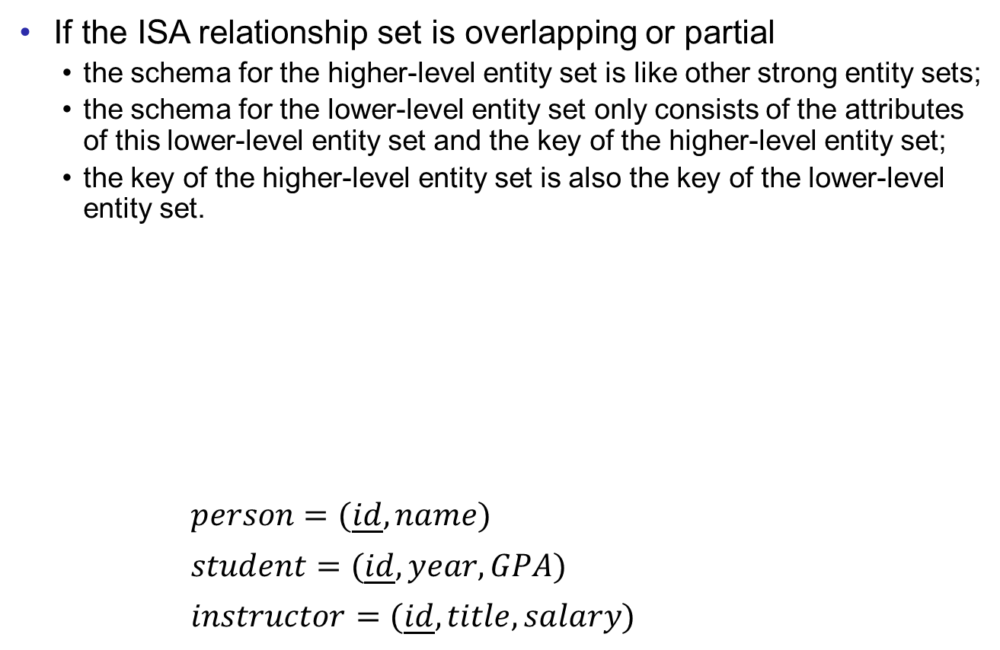 • If the ISA relationship set is overlapping or partial
• the schema for the higher-level entity set is like other strong entity sets;
• the schema for the lower-level entity set only consists of the attributes
of this lower-level entity set and the key of the higher-level entity set;
• the key of the higher-level entity set is also the key of the lower-level
entity set.
person = (id, name)
student = (id, year, GPA)
instructor = (id, title, salary)